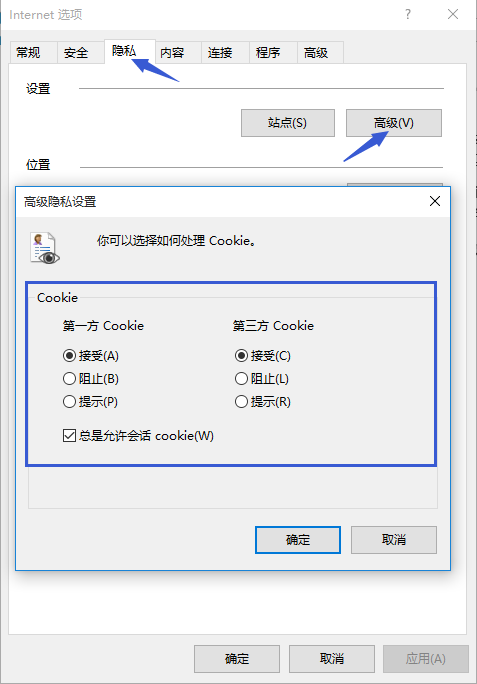 Internet 选项
常规 安全 隐私 内容 连接 程序 高级
设置
站点(S) 高级(V)
位置
高级隐私设置
你可以选择如何处理 Cookie。
Cookie
第一方 Cookie 第三方 Cookie
接受(A) 接受(C)
阻止(B) 阻止(L)
提示(P) 提示(R)
总是允许会话 cookie(W)
确定 取消
确定 取消 应用(A)